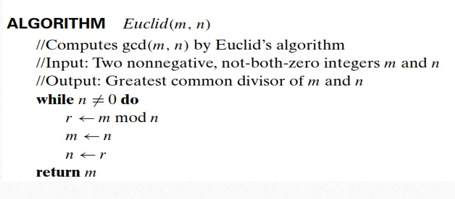 ALGORITHM Euclid(m, n)
//Computes gcd(m, n) by Euclid’s algorithm
//Input: Two nonnegative, not-both-zero integers m and n
//Output: Greatest common divisor of m and n
while n ≠ 0 do
r ← m mod n
m ← n
n ← r
return m